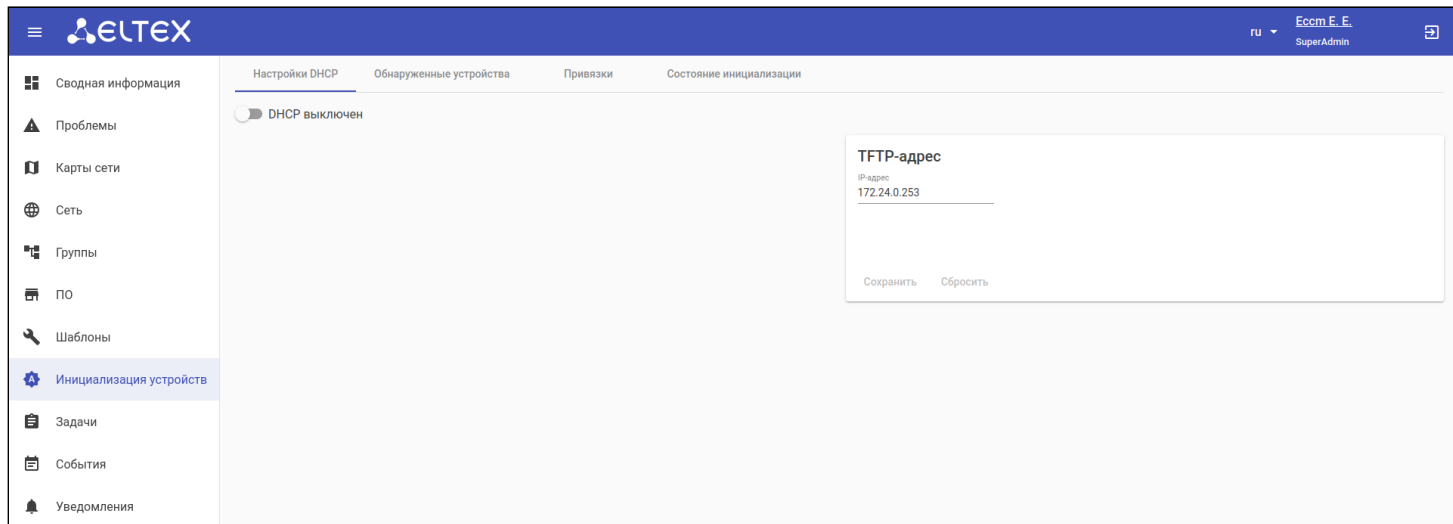 ELTEX
ru
Eccm E. E.
SuperAdmin
Сводная информация
Проблемы
Карты сети
Сеть
Группы
ПО
Шаблоны
Инициализация устройств
Задачи
События
Уведомления
Настройки DHCP
Обнаруженные устройства
Привязки
Состояние инициализации
DHCP выключен
TFTP-адрес
IP-адрес
172.24.0.253
Сохранить
Сбросить